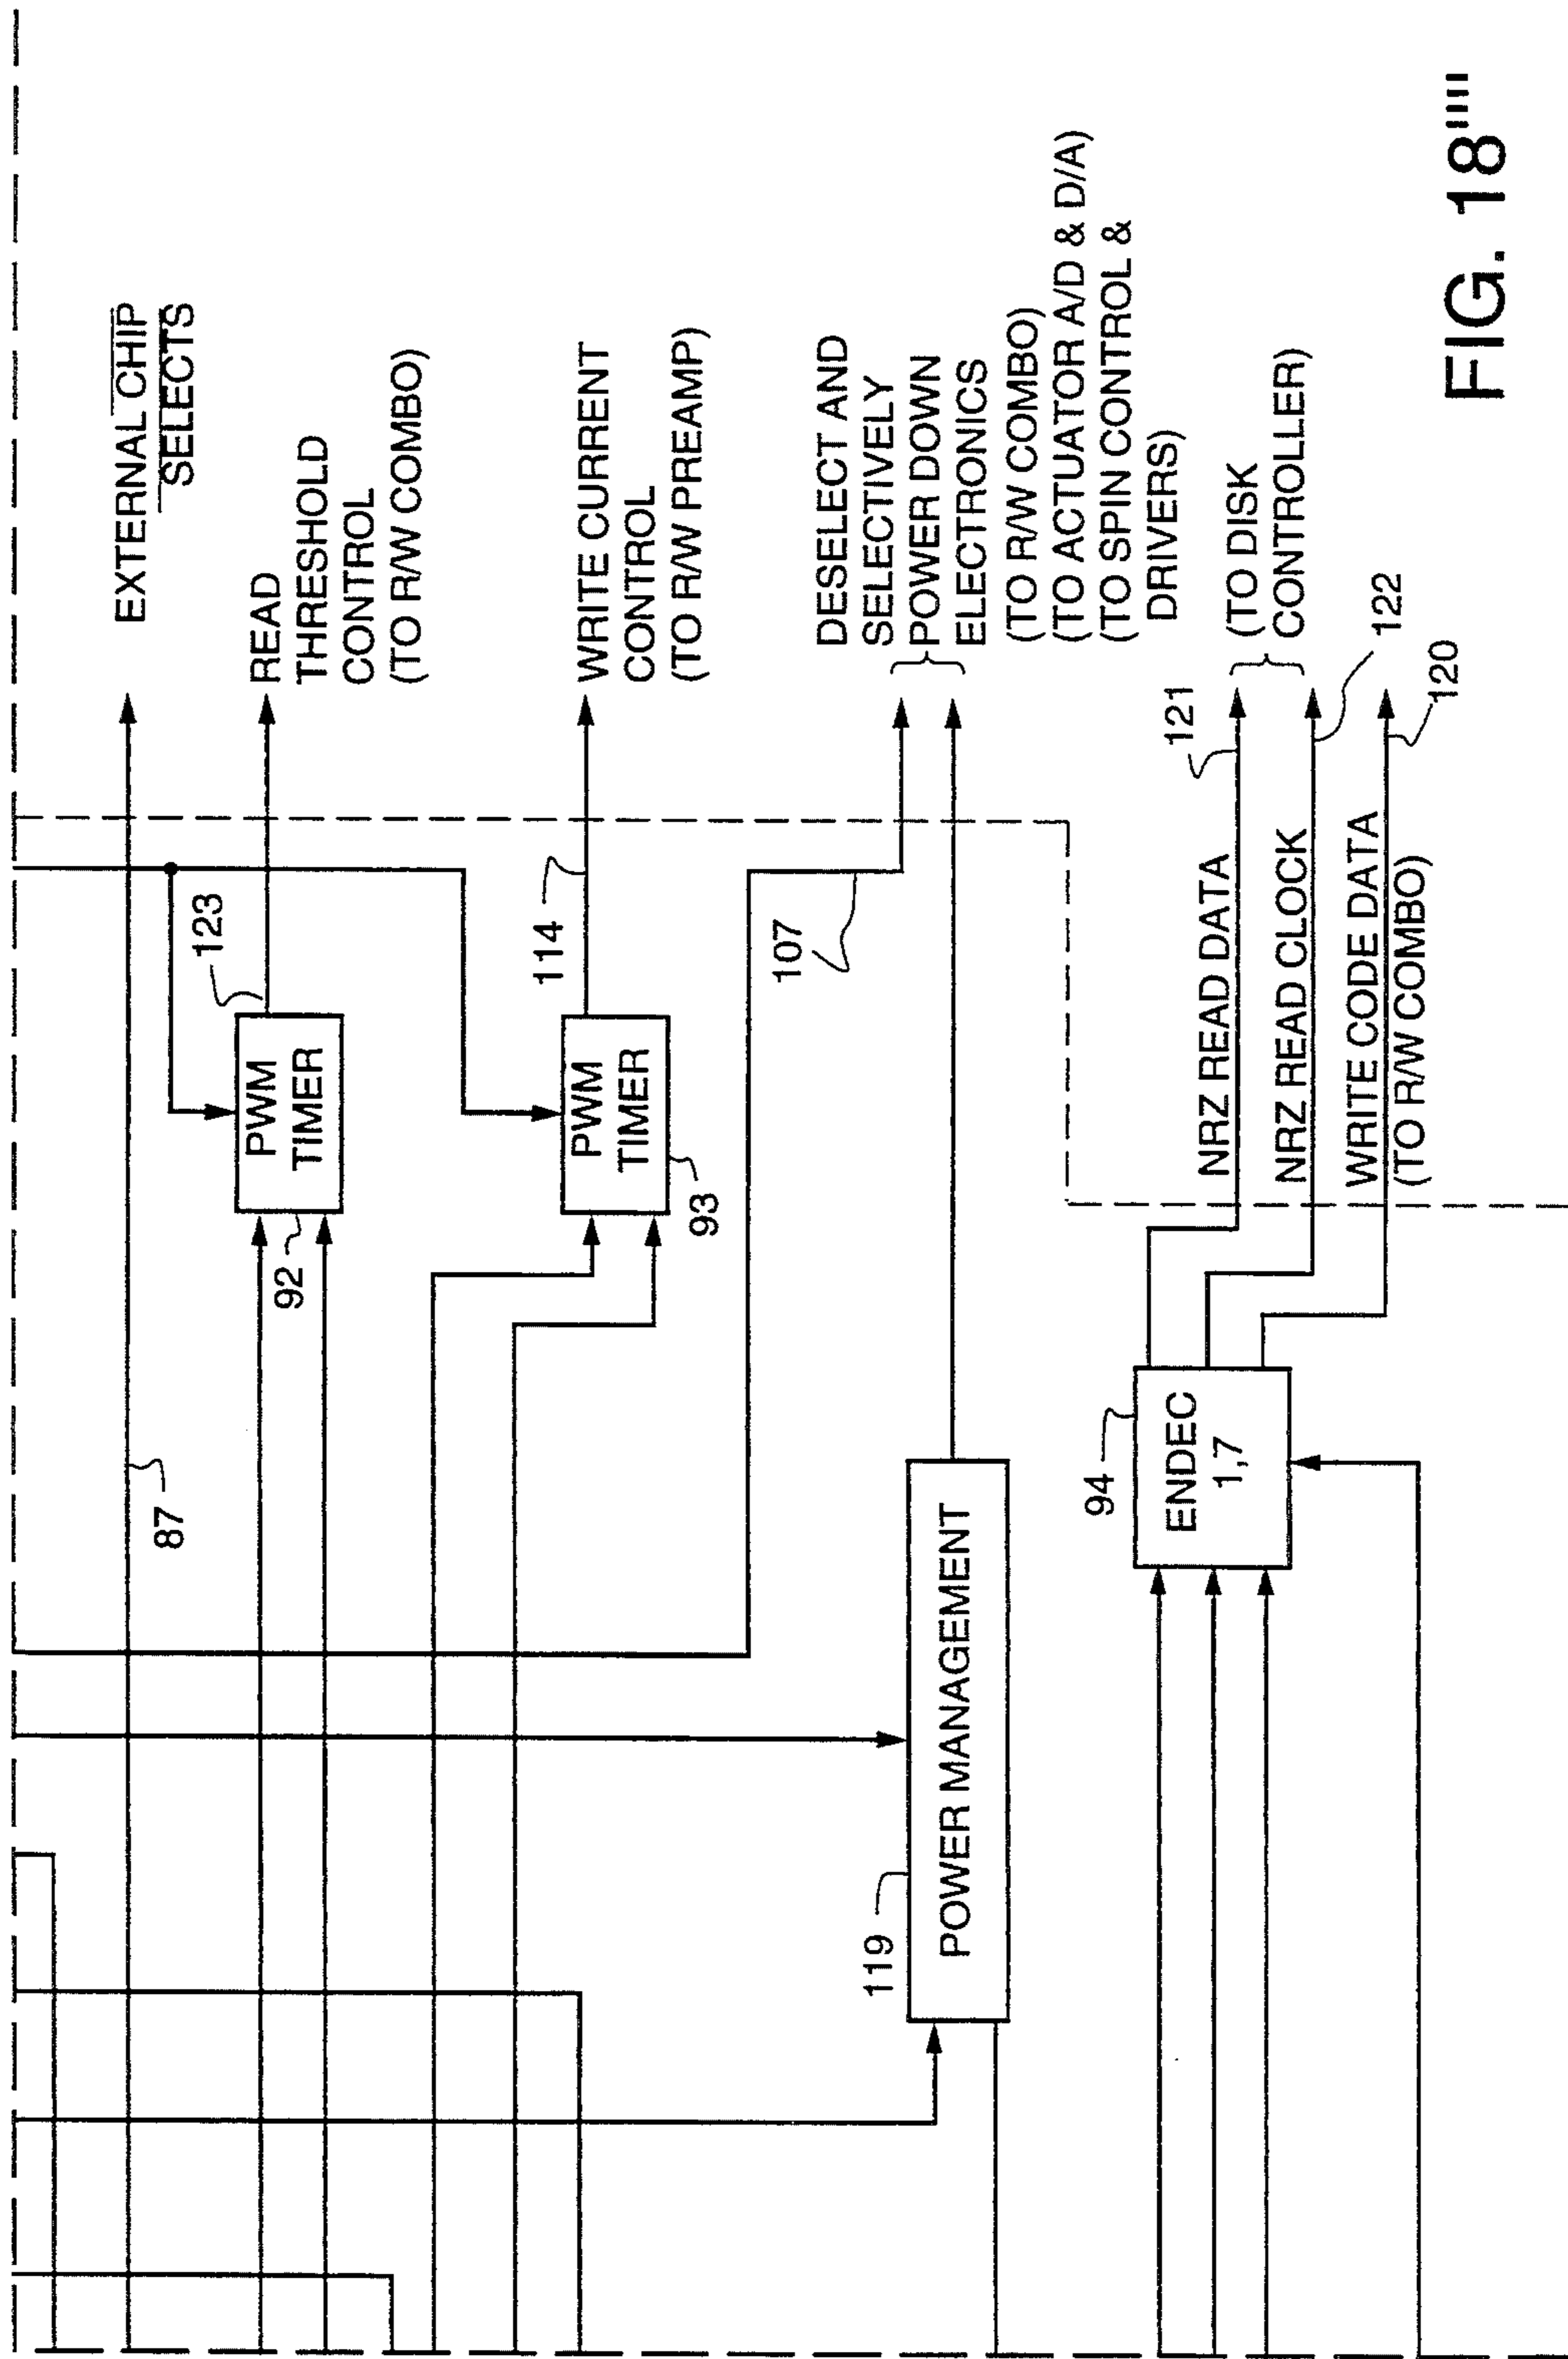 EXTERNAL CHIP
SELECTS
87
READ
THRESHOLD
CONTROL
(TO R/W COMBO)
123
PWM
TIMER
92
WRITE CURRENT
CONTROL
(TO R/W PREAMP)
114
PWM
TIMER
93
107
DESELECT AND
SELECTIVELY
POWER DOWN
ELECTRONICS
(TO R/W COMBO)
(TO ACTUATOR A/D & D/A)
(TO SPIN CONTROL &
DRIVERS)
119
POWER MANAGEMENT
94
ENDEC
1,7
121
NRZ READ DATA
(TO DISK
CONTROLLER)
NRZ READ CLOCK
122
WRITE CODE DATA
(TO R/W COMBO)
120
FIG. 18''''